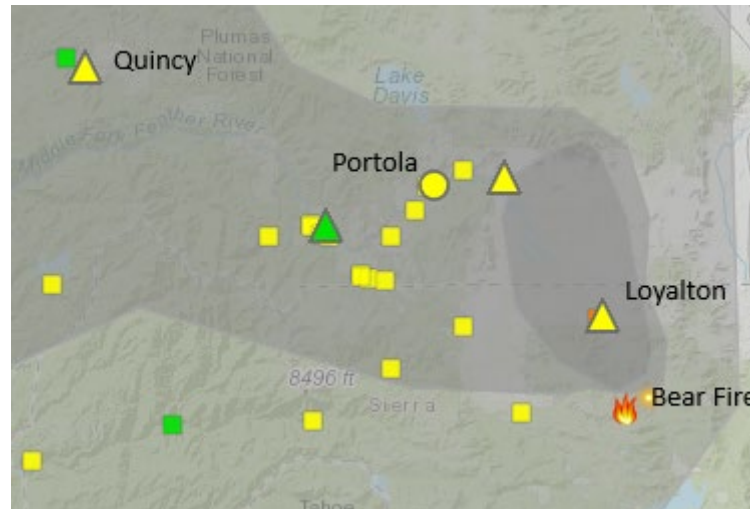 Plumas
National
Forest
Quincy
Lake
Davis
Middle Fork Feather River
Portola
Loyalton
8496 ft
Sierra
Bear Fire
Tahoe